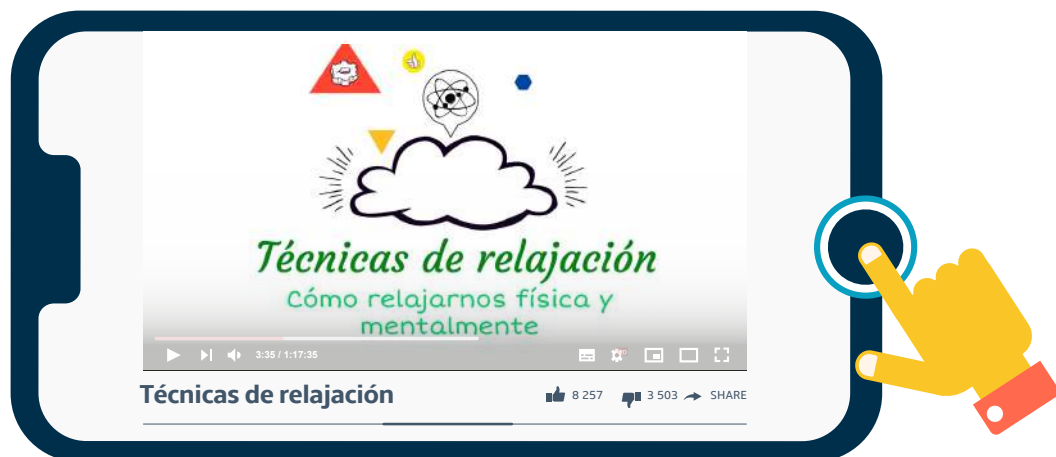 Técnicas de relajación
Cómo relajarnos física y
mentalmente
3:35 / 1:17:35
Técnicas de relajación
8 257
3 503
SHARE